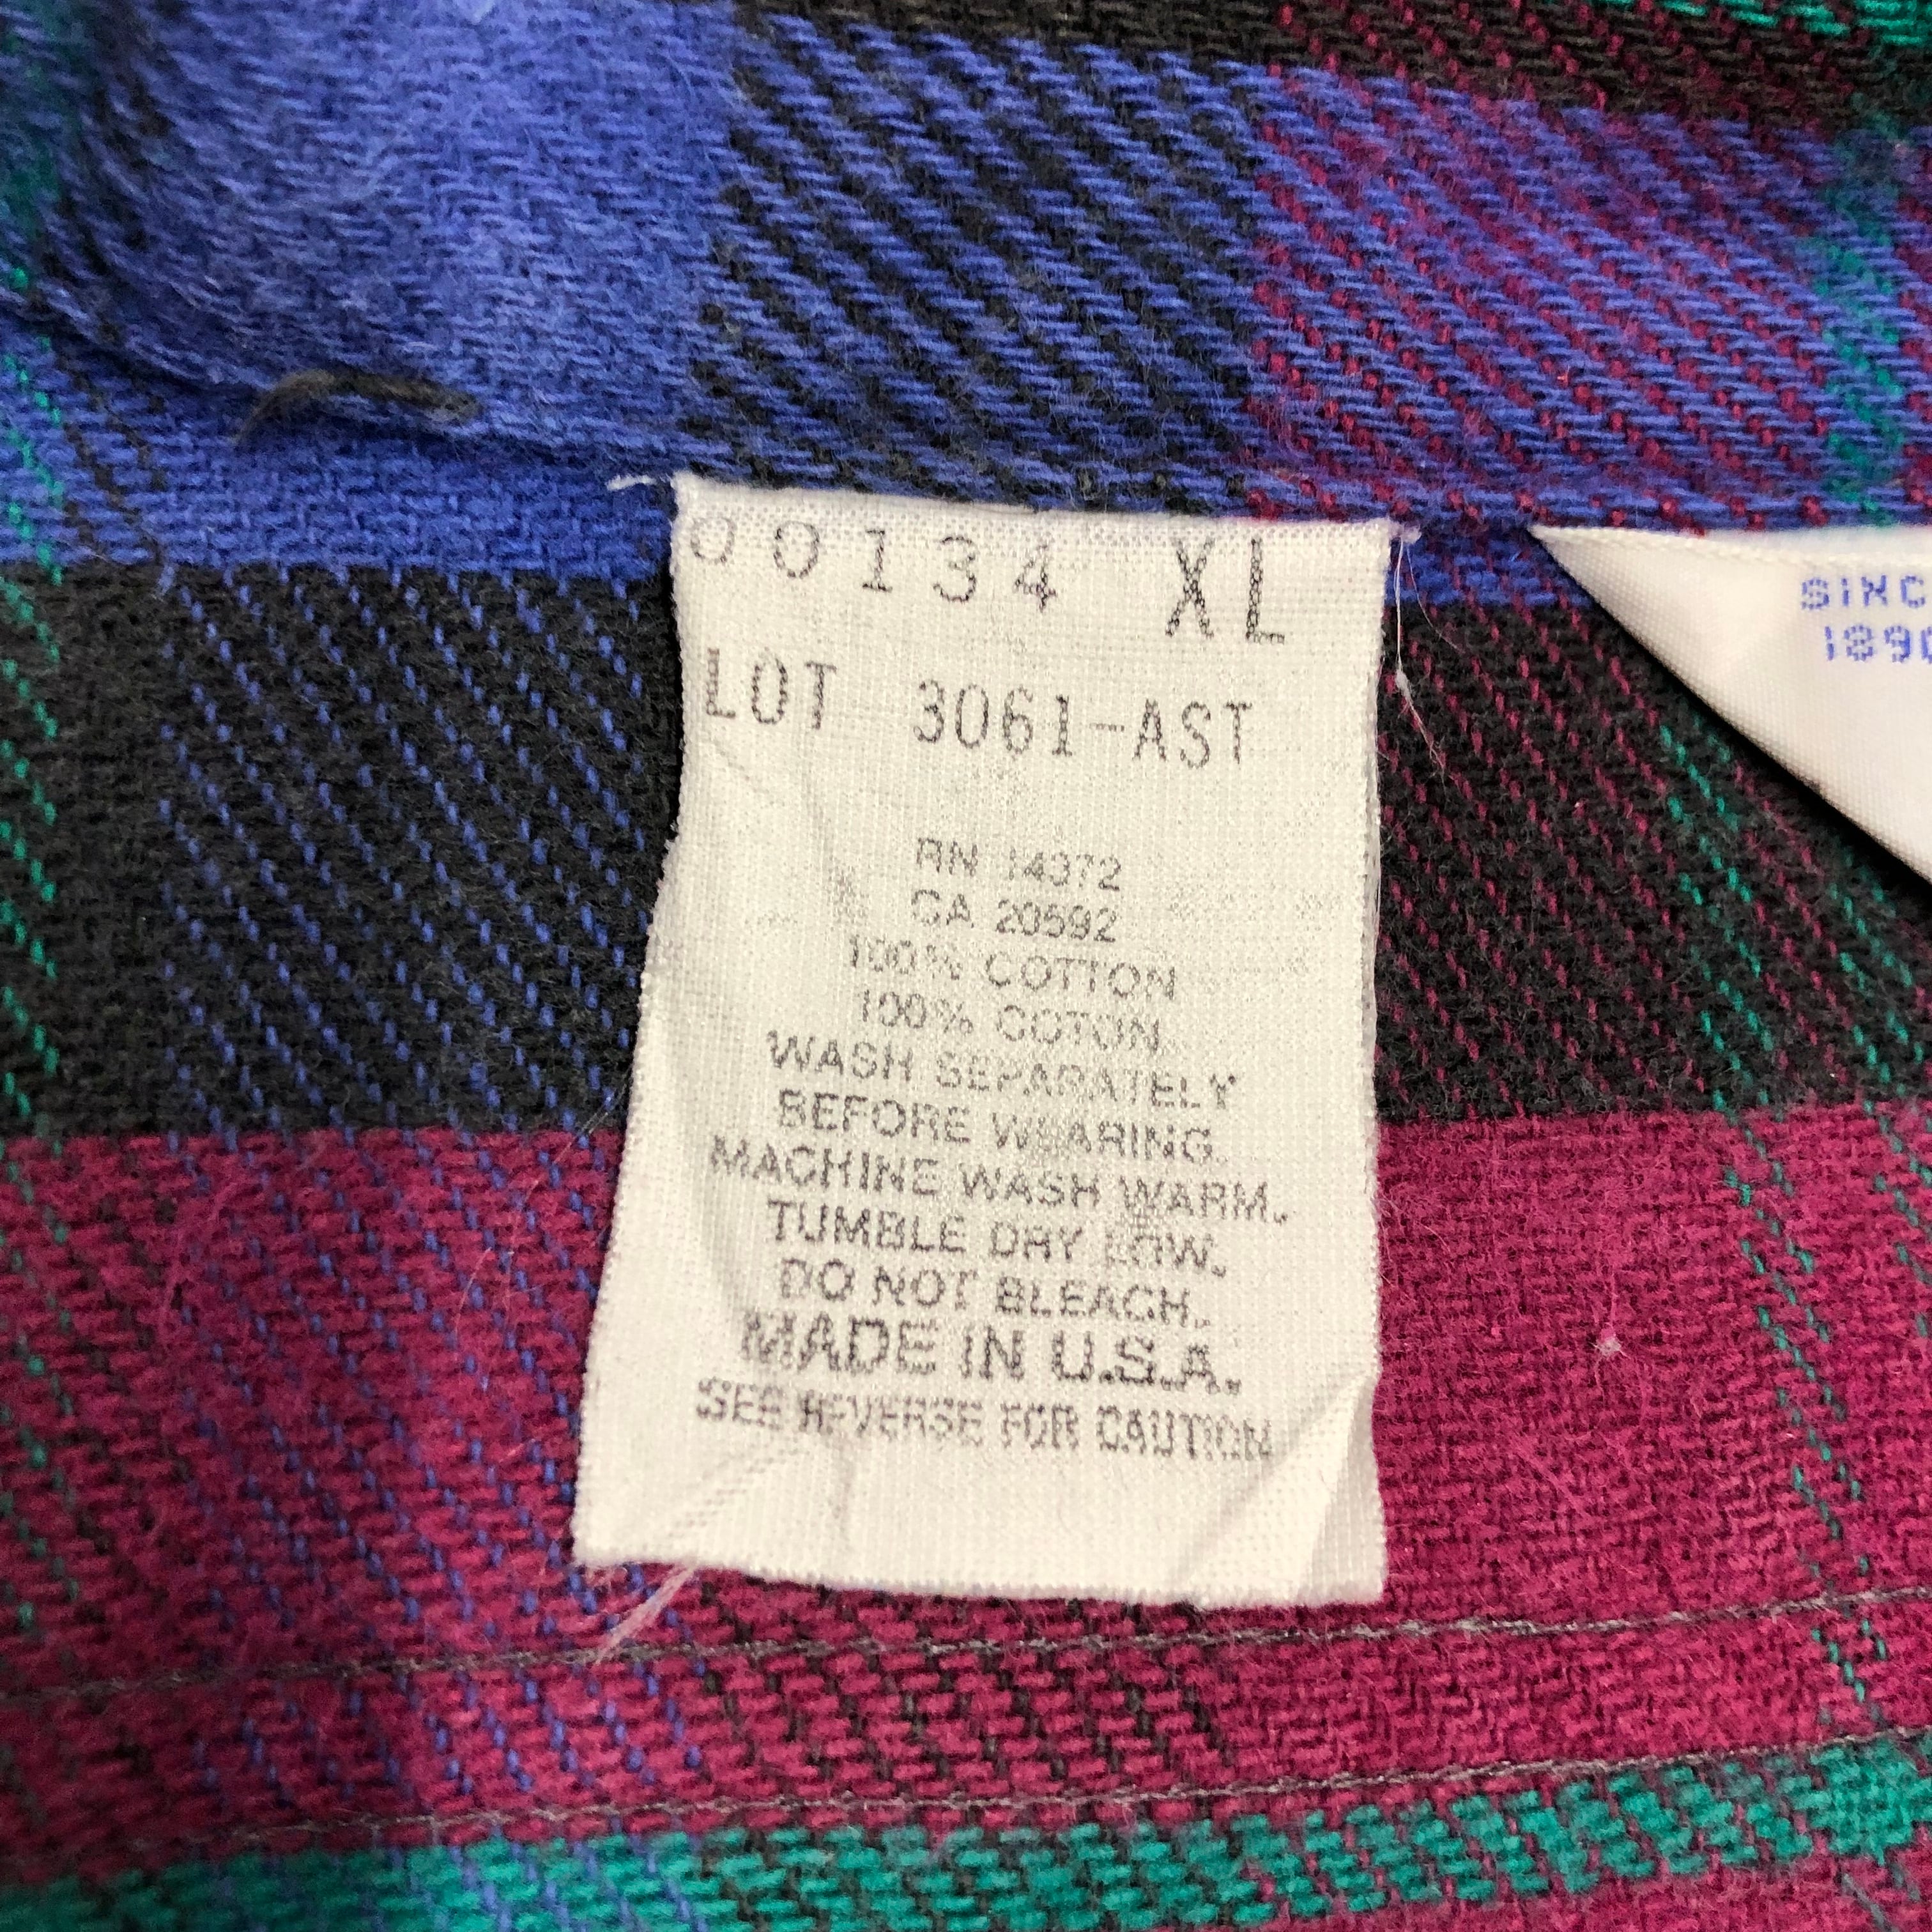 00134 XL
LOT 3061-AST
RN 14372
CA 20592
100% COTTON
100% COTON
WASH SEPARATELY
BEFORE WEARING.
MACHINE WASH WARM.
TUMBLE DRY LOW.
DO NOT BLEACH.
MADE IN U.S.A.
SEE REVERSE FOR CAUTION
SINC
1890